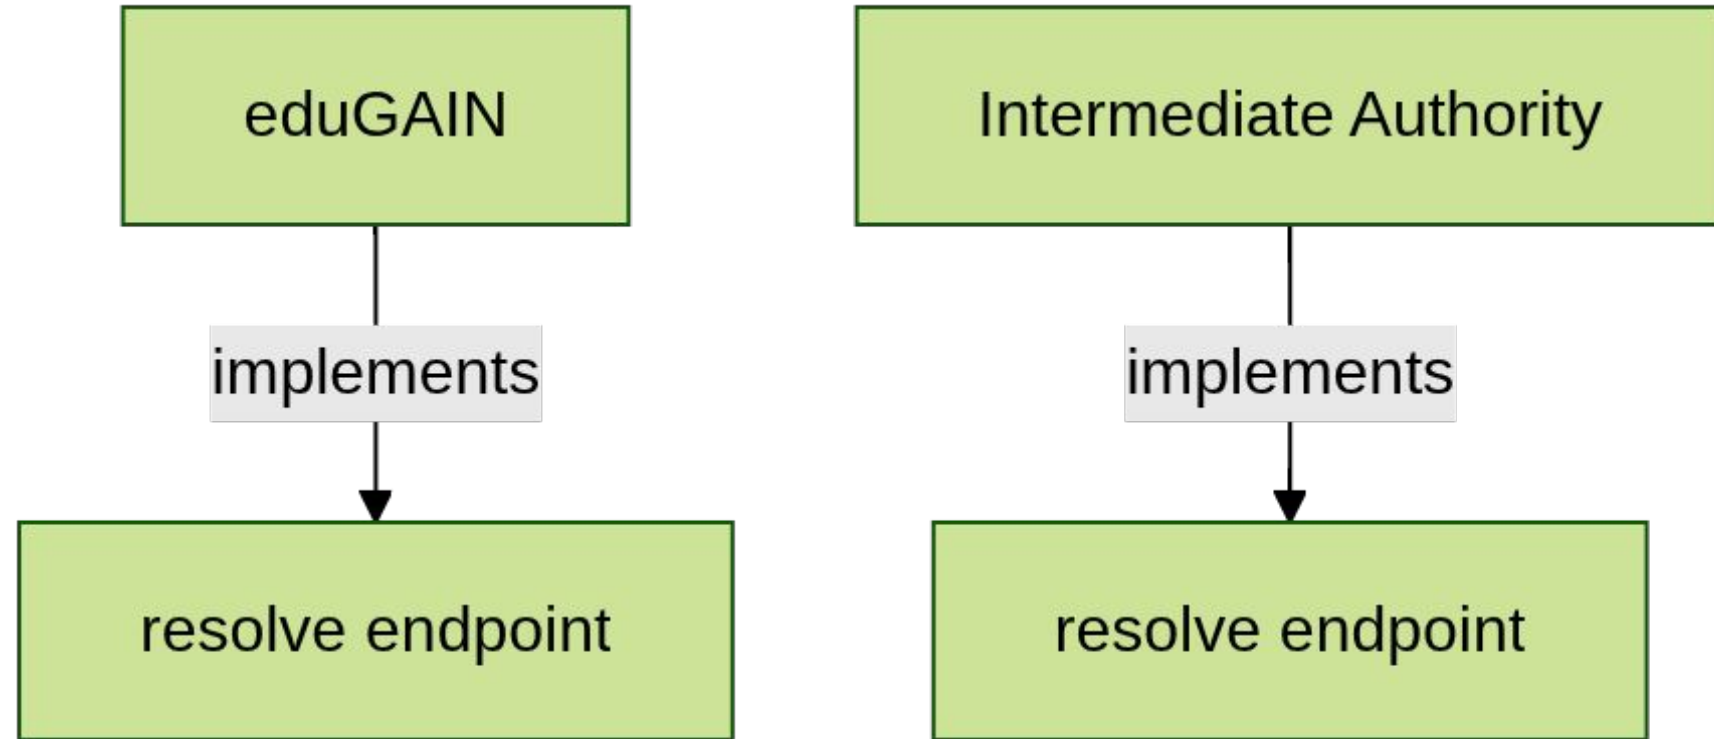 eduGAIN
Intermediate Authority
implements
implements
resolve endpoint
resolve endpoint